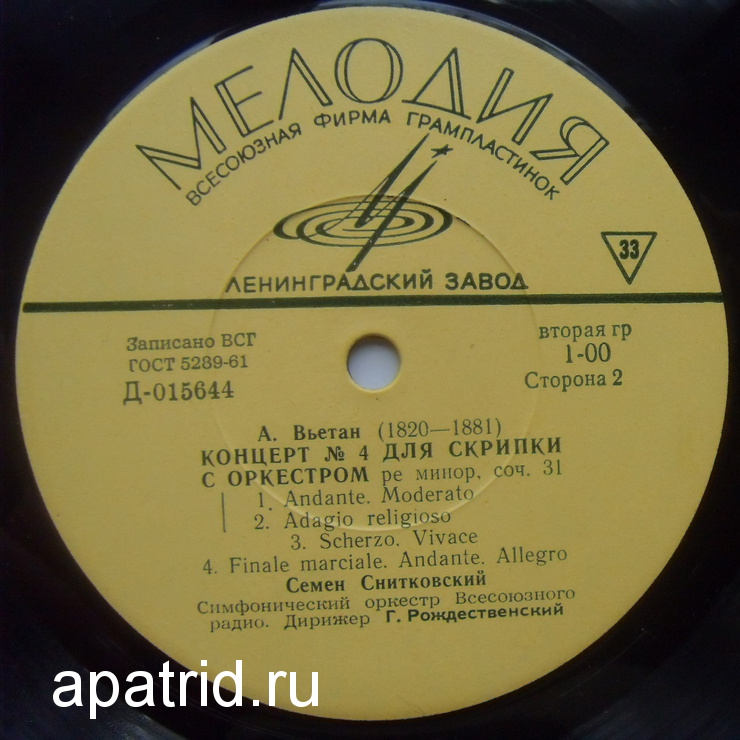 МЕЛОДИЯ
ВСЕСОЮЗНАЯ ФИРМА ГРАМПЛАСТИНОК
33
ЛЕНИНГРАДСКИЙ ЗАВОД
Записано ВСГ
ГОСТ 5289-61
Д-015644
вторая гр
1-00
Сторона 2
А. Вьетан (1820—1881)
КОНЦЕРТ № 4 ДЛЯ СКРИПКИ
С ОРКЕСТРОМ ре минор, соч. 31
1. Andante. Moderato
2. Adagio religioso
3. Scherzo. Vivace
4. Finale marciale. Andante. Allegro
Семен Снитковский
Симфонический оркестр Всесоюзного
радио. Дирижер Г. Рождественский
apatrid.ru